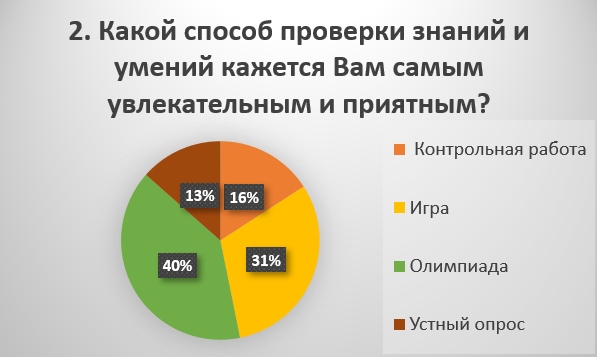 2. Какой способ проверки знаний и
умений кажется Вам самым
увлекательным и приятным?
13%
16%
31%
40%
Контрольная работа
Игра
Олимпиада
Устный опрос